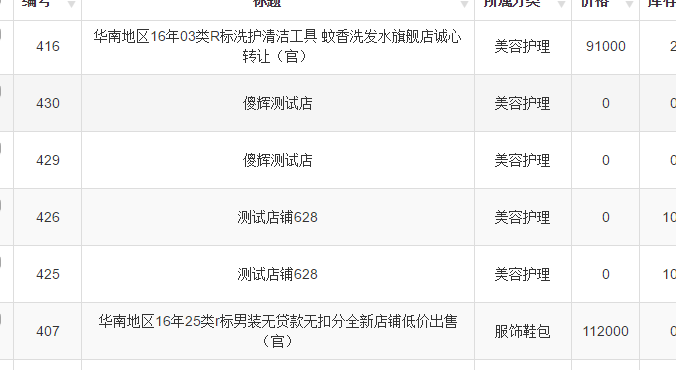 编号 标题 所属分类 价格 库存
416 华南地区16年03类R标洗护清洁工具 蚊香洗发水旗舰店诚心 美容护理 91000 2
转让（官）
430 傻辉测试店 美容护理 0 0
429 傻辉测试店 美容护理 0 0
426 测试店铺628 美容护理 0 10
425 测试店铺628 美容护理 0 10
407 华南地区16年25类r标男装无贷款无扣分全新店铺低价出售 服饰鞋包 112000 0
（官）